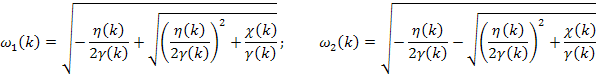 ω₁(k) = √(−η(k)/2γ(k) + √((η(k)/2γ(k))² + χ(k)/γ(k))); ω₂(k) = √(−η(k)/2γ(k) − √((η(k)/2γ(k))² + χ(k)/γ(k)))